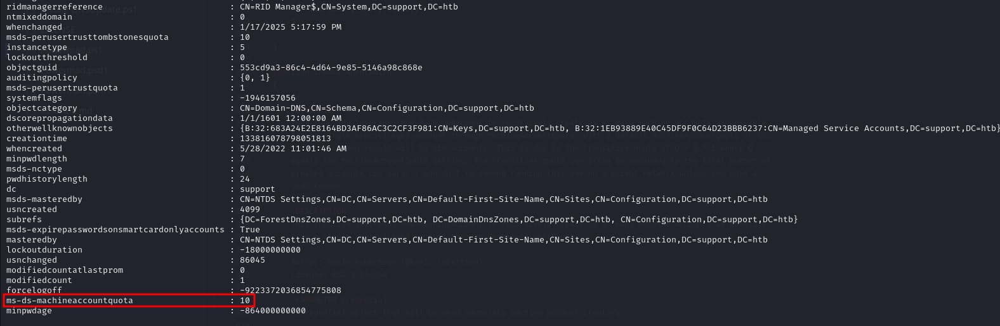 ridmanagerreference : CN=RID Manager$,CN=System,DC=support,DC=htb
ntmixeddomain : 0
whenchanged : 1/17/2025 5:17:59 PM
msds-perusertrusttombstonesquota : 10
instancetype : 5
lockoutthreshold : 0
objectguid : 553cd9a3-86c4-4d64-9e85-5146a98c868e
auditingpolicy : {0, 1}
msds-perusertrustquota : 1
systemflags : -1946157056
objectcategory : CN=Domain-DNS,CN=Schema,CN=Configuration,DC=support,DC=htb
dscorepropagationdata : 1/1/1601 12:00:00 AM
otherwellknownobjects : {B:32:683A24E2E8164BD3AF86AC3C2CF3F981:CN=Keys,DC=support,DC=htb, B:32:1EB93889E40C45DF9F0C64D23BBB6237:CN=Managed Service Accounts,DC=support,DC=htb}
creationtime : 133816078798051813
whencreated : 5/28/2022 11:01:46 AM
minpwdlength : 7
msds-nctype : 0
pwdhistorylength : 24
dc : support
msds-masteredby : CN=NTDS Settings,CN=DC,CN=Servers,CN=Default-First-Site-Name,CN=Sites,CN=Configuration,DC=support,DC=htb
usncreated : 4099
subrefs : {DC=ForestDnsZones,DC=support,DC=htb, DC=DomainDnsZones,DC=support,DC=htb, CN=Configuration,DC=support,DC=htb}
msds-expirepasswordsonsmartcardonlyaccounts : True
masteredby : CN=NTDS Settings,CN=DC,CN=Servers,CN=Default-First-Site-Name,CN=Sites,CN=Configuration,DC=support,DC=htb
lockoutduration : -18000000000
usnchanged : 86045
modifiedcountatlastprom : 0
modifiedcount : 1
forcelogoff : -9223372036854775808
ms-ds-machineaccountquota : 10
minpwdage : -864000000000